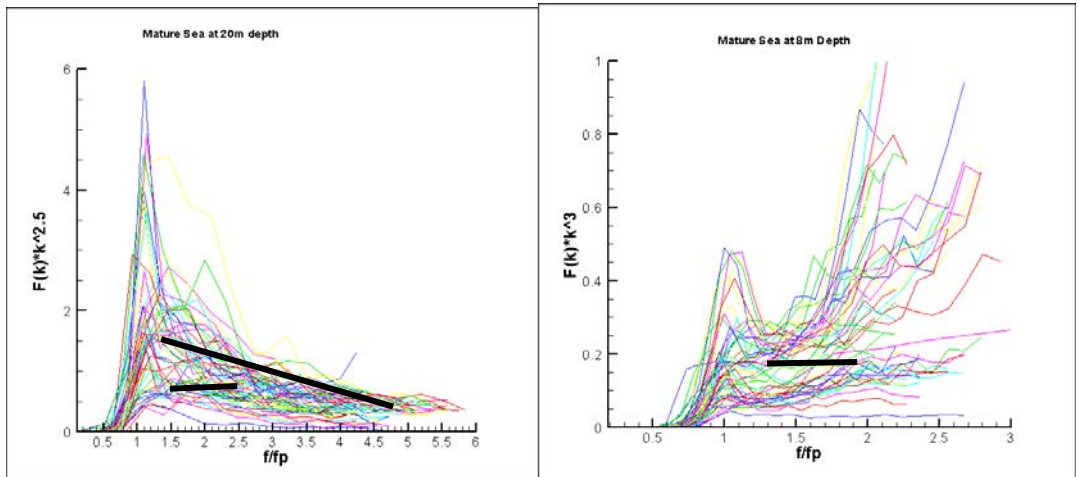 Mature Sea at 20m depth
6
4
2
0
F(k)*k^2.5
0.5 1 1.5 2 2.5 3 3.5 4 4.5 5 5.5 6
f/fp
Mature Sea at 8m Depth
1
0.8
0.6
0.4
0.2
0
F(k)*k^3
0.5 1 1.5 2 2.5 3
f/fp